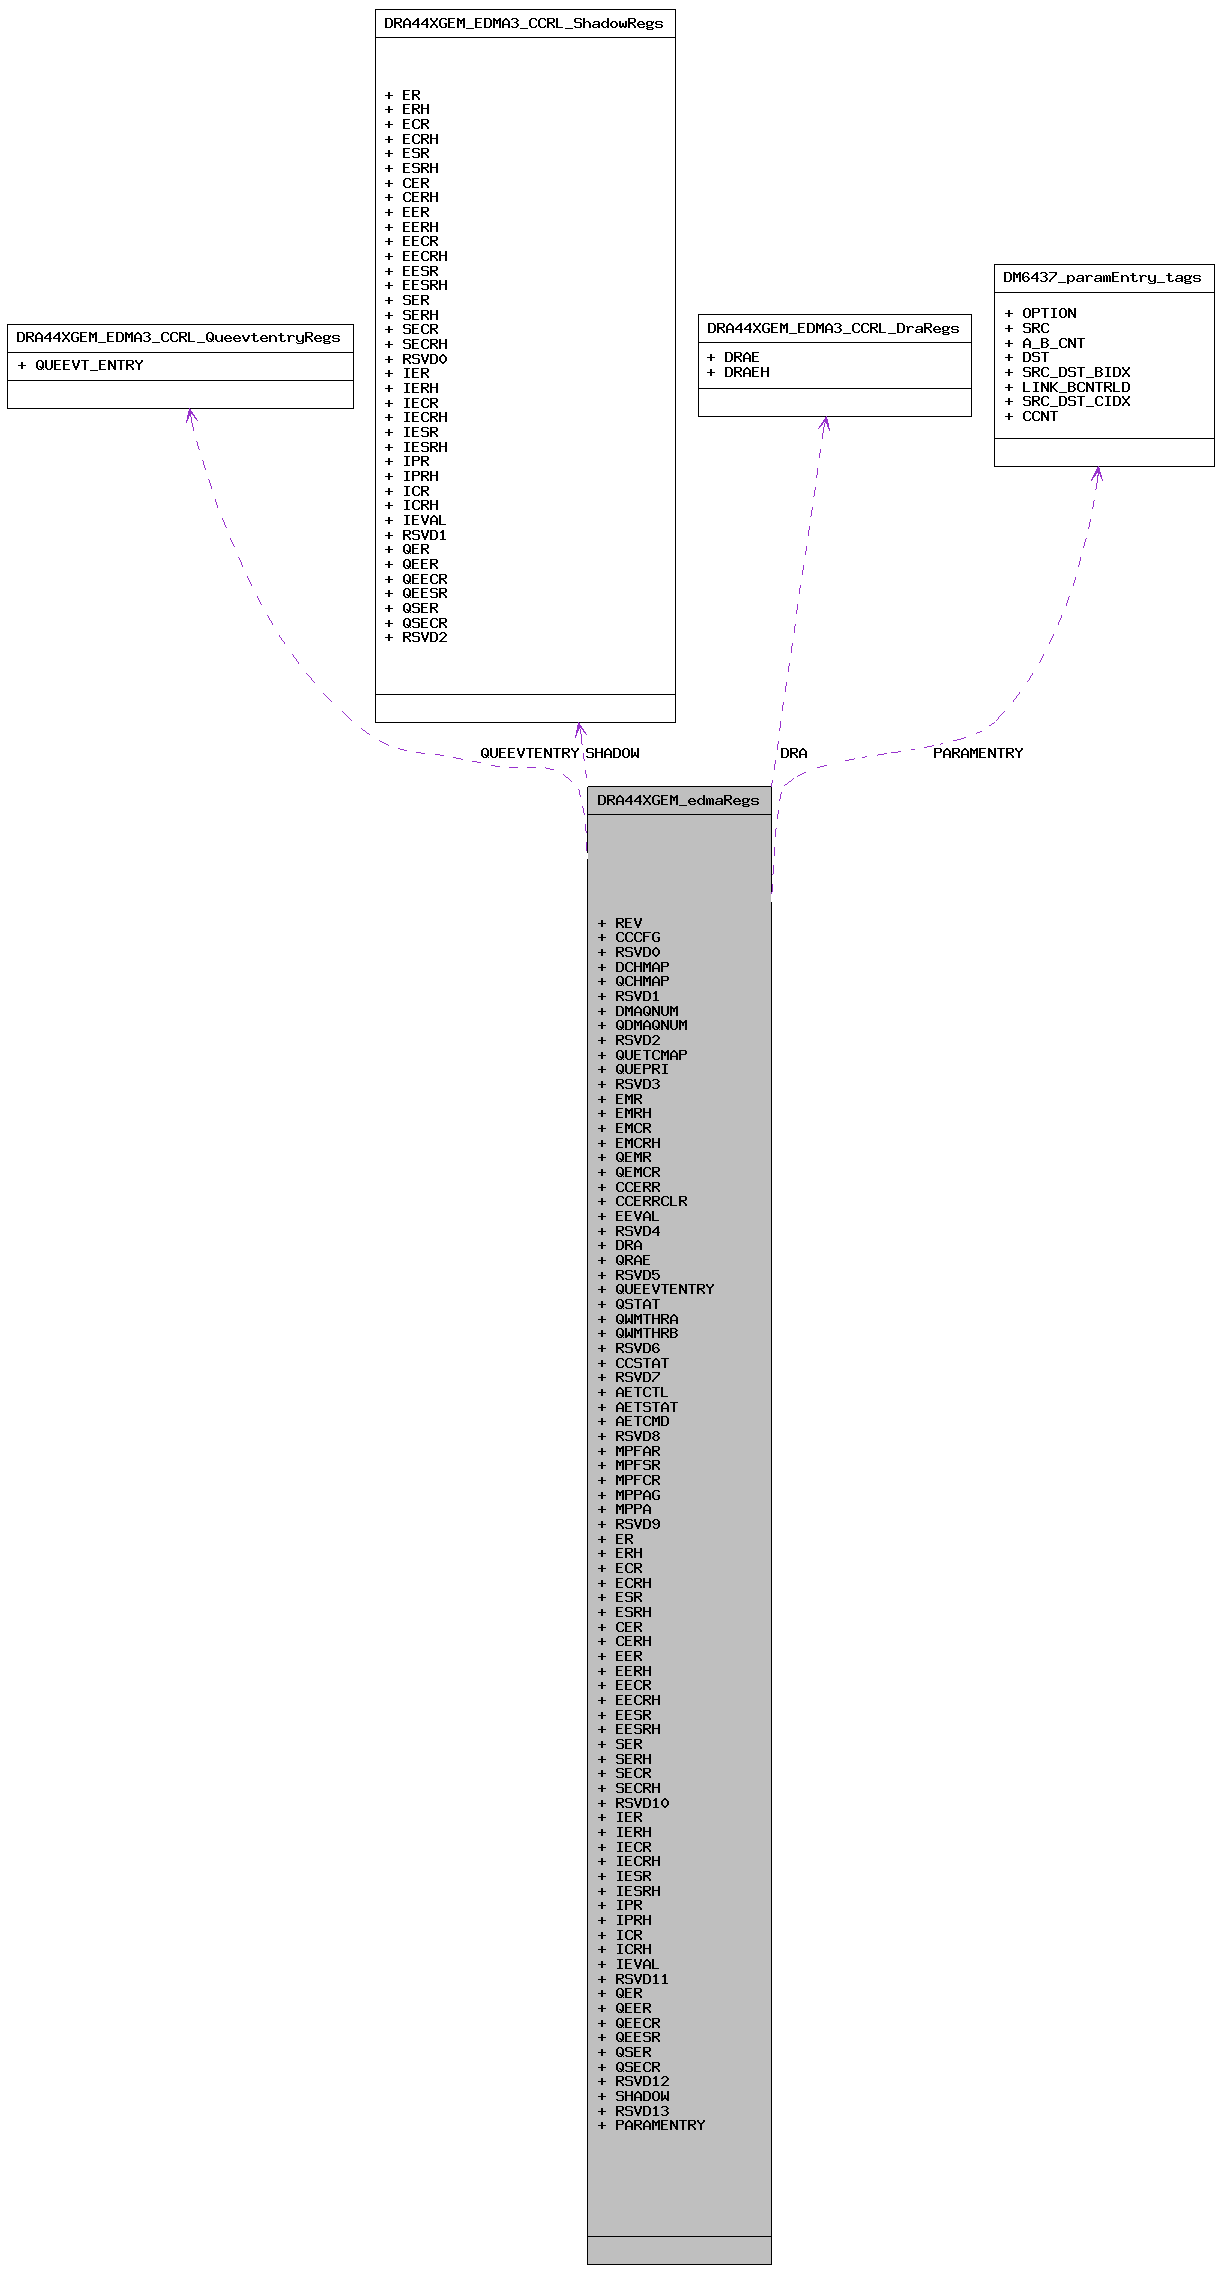 DRA44XGEM_EDMA3_CCRL_ShadowRegs
+ ER
+ ERH
+ ECR
+ ECRH
+ ESR
+ ESRH
+ CER
+ CERH
+ EER
+ EERH
+ EECR
+ EECRH
+ EESR
+ EESRH
+ SER
+ SERH
+ SECR
+ SECRH
+ RSVD0
+ IER
+ IERH
+ IECR
+ IECRH
+ IESR
+ IESRH
+ IPR
+ IPRH
+ ICR
+ ICRH
+ IEVAL
+ RSVD1
+ QER
+ QEER
+ QEECR
+ QEESR
+ QSER
+ QSECR
+ RSVD2
DRA44XGEM_EDMA3_CCRL_QueevtentryRegs
+ QUEEVT_ENTRY
DRA44XGEM_EDMA3_CCRL_DraRegs
+ DRAE
+ DRAEH
DM6437_paramEntry_tags
+ OPTION
+ SRC
+ A_B_CNT
+ DST
+ SRC_DST_BIDX
+ LINK_BCNTRLD
+ SRC_DST_CIDX
+ CCNT
QUEEVTENTRY
SHADOW
DRA
PARAMENTRY
DRA44XGEM_edmaRegs
+ REV
+ CCCFG
+ RSVD0
+ DCHMAP
+ QCHMAP
+ RSVD1
+ DMAQNUM
+ QDMAQNUM
+ RSVD2
+ QUETCMAP
+ QUEPRI
+ RSVD3
+ EMR
+ EMRH
+ EMCR
+ EMCRH
+ QEMR
+ QEMCR
+ CCERR
+ CCERRCLR
+ EEVAL
+ RSVD4
+ DRA
+ QRAE
+ RSVD5
+ QUEEVTENTRY
+ QSTAT
+ QWMTHRA
+ QWMTHRB
+ RSVD6
+ CCSTAT
+ RSVD7
+ AETCTL
+ AETSTAT
+ AETCMD
+ RSVD8
+ MPFAR
+ MPFSR
+ MPFCR
+ MPPAG
+ MPPA
+ RSVD9
+ ER
+ ERH
+ ECR
+ ECRH
+ ESR
+ ESRH
+ CER
+ CERH
+ EER
+ EERH
+ EECR
+ EECRH
+ EESR
+ EESRH
+ SER
+ SERH
+ SECR
+ SECRH
+ RSVD10
+ IER
+ IERH
+ IECR
+ IECRH
+ IESR
+ IESRH
+ IPR
+ IPRH
+ ICR
+ ICRH
+ IEVAL
+ RSVD11
+ QER
+ QEER
+ QEECR
+ QEESR
+ QSER
+ QSECR
+ RSVD12
+ SHADOW
+ RSVD13
+ PARAMENTRY